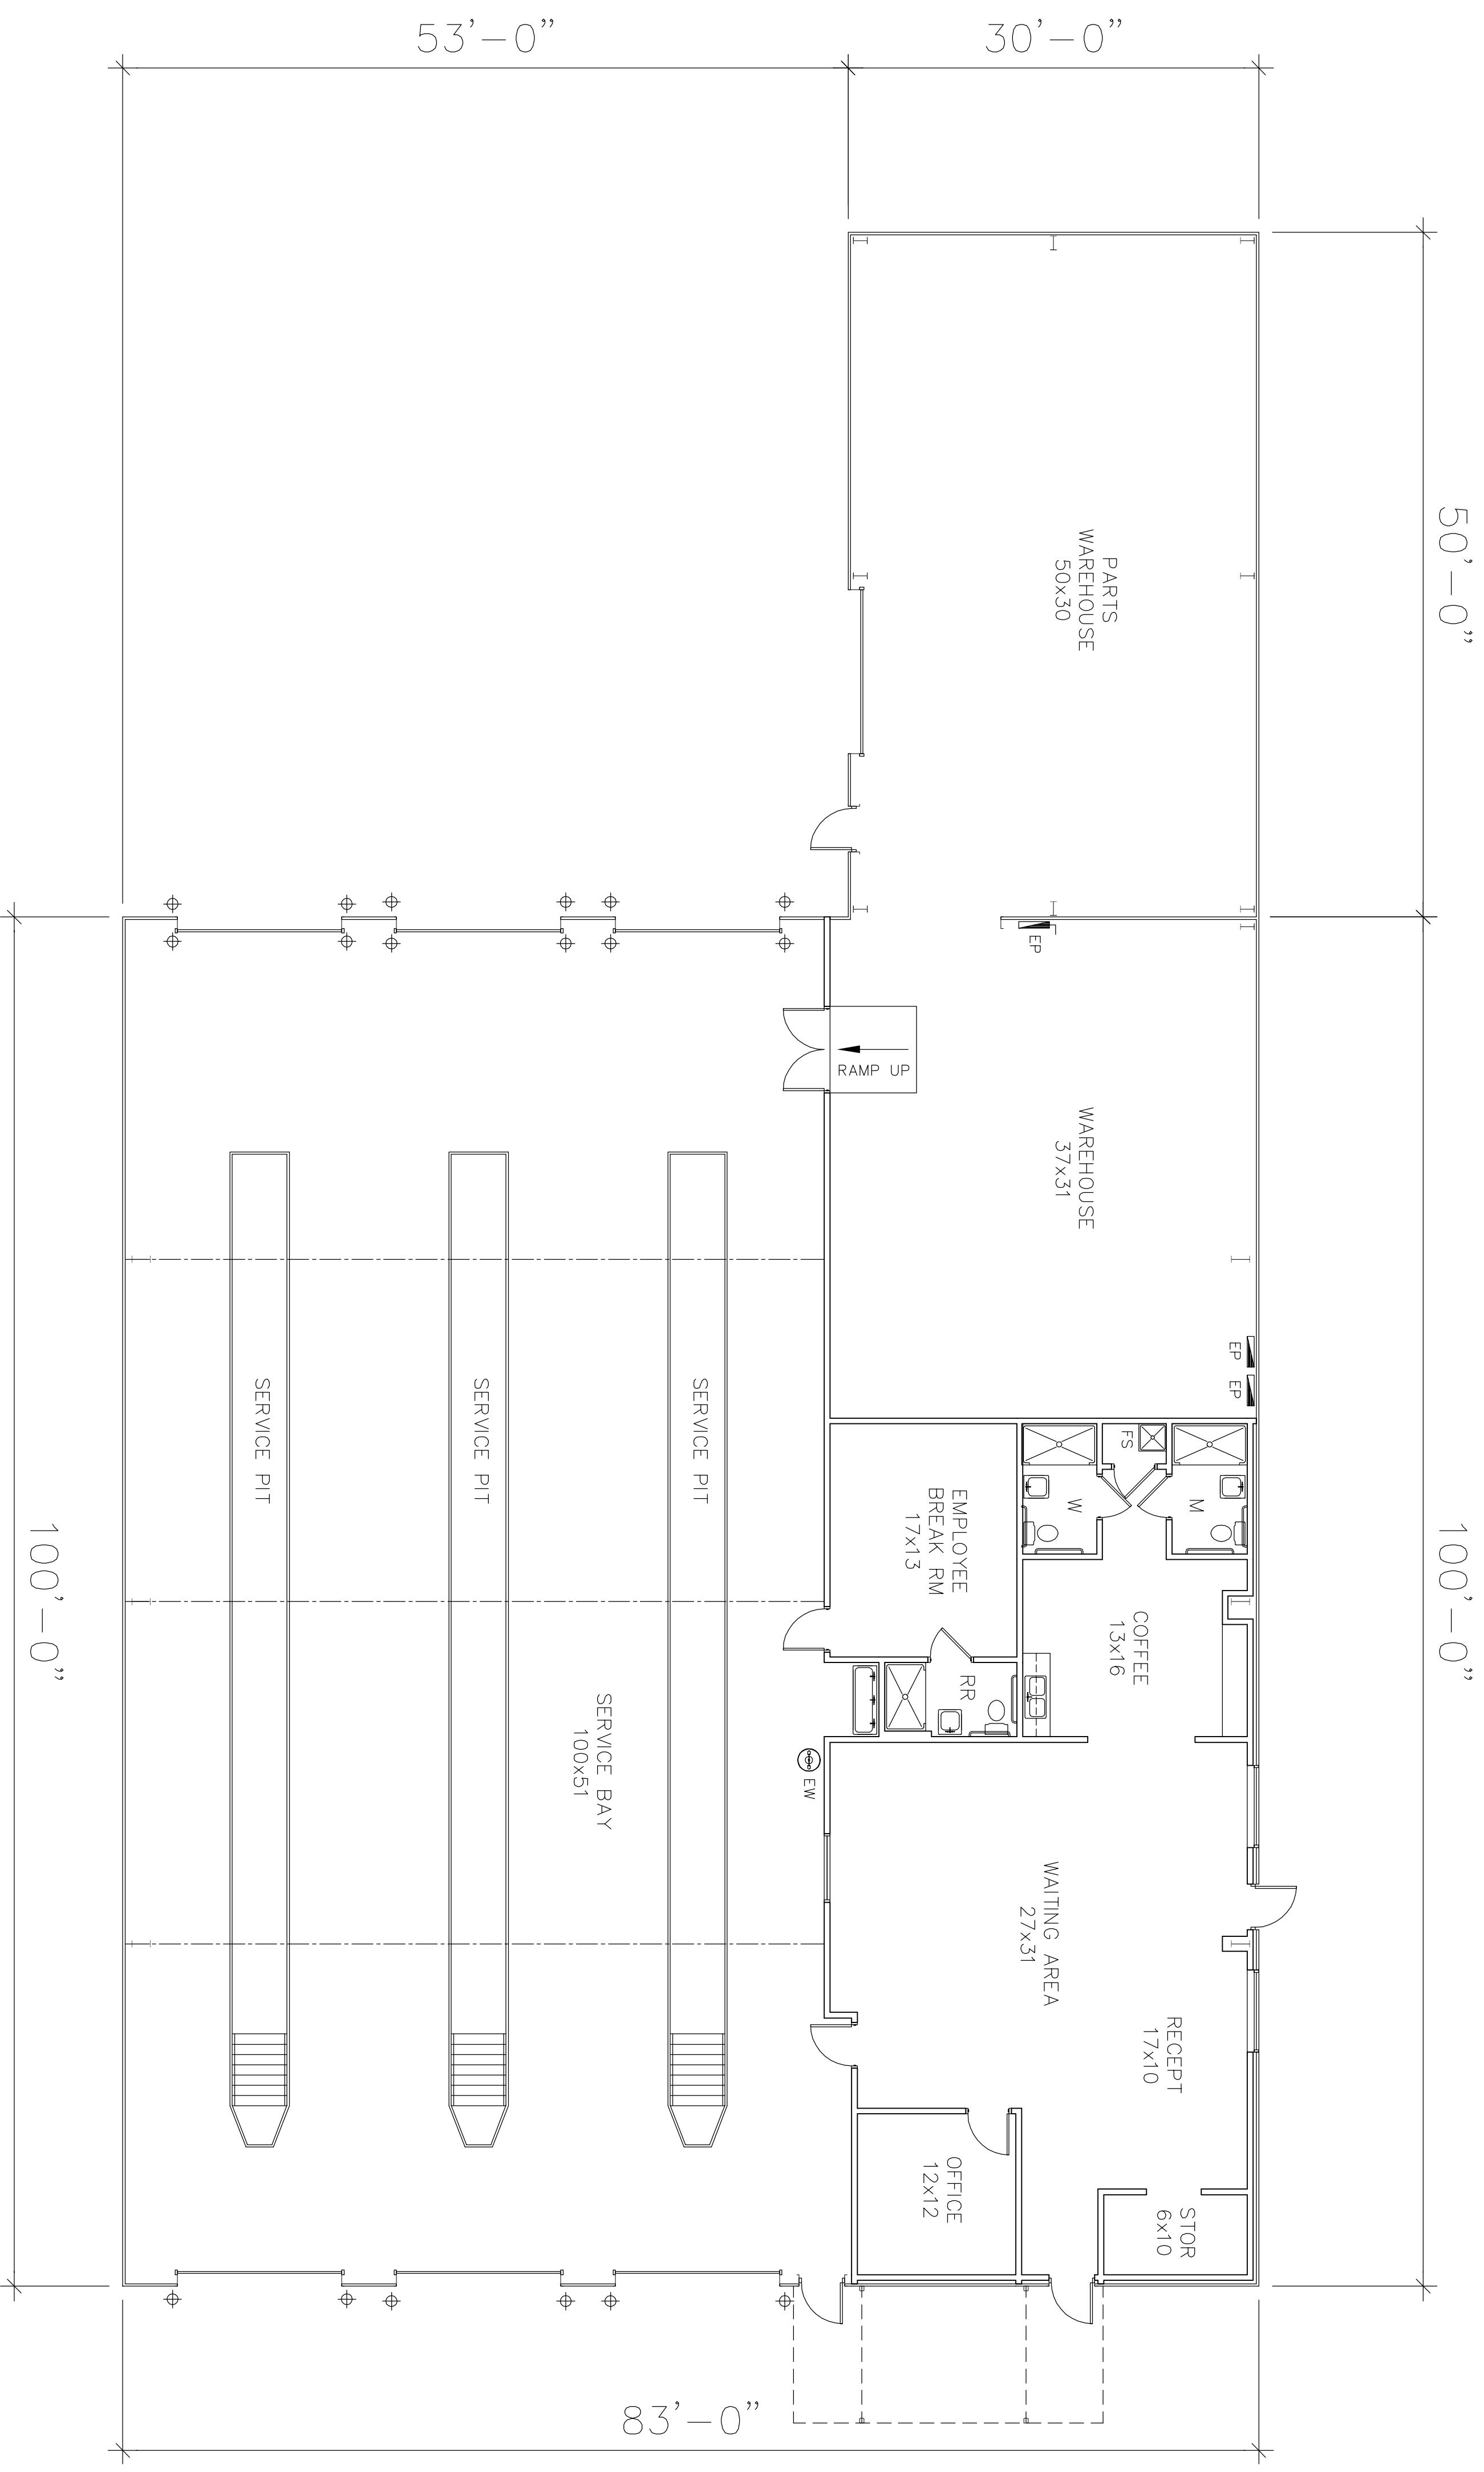 53'-0"
30'-0"
50'-0"
PARTS
WAREHOUSE
50x30
EP
RAMP UP
WAREHOUSE
37x31
EP
EP
SERVICE PIT
SERVICE PIT
SERVICE PIT
FS
W
M
EMPLOYEE
BREAK RM
17x13
COFFEE
13x16
RR
100'-0"
100'-0"
SERVICE BAY
100x51
EW
WAITING AREA
27x31
RECEPT
17x10
OFFICE
12x12
STOR
6x10
83'-0"